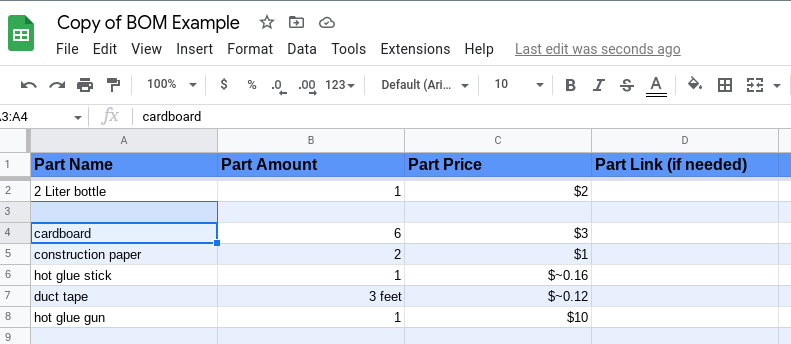 Copy of BOM Example
File Edit View Insert Format Data Tools Extensions Help Last edit was seconds ago
100% $ % .0 .00 123 Default (Ari... 10 B I S A
3:A4 fx cardboard
A B C D
1 Part Name Part Amount Part Price Part Link (if needed)
2 2 Liter bottle 1 $2
3
4 cardboard 6 $3
5 construction paper 2 $1
6 hot glue stick 1 $~0.16
7 duct tape 3 feet $~0.12
8 hot glue gun 1 $10
9